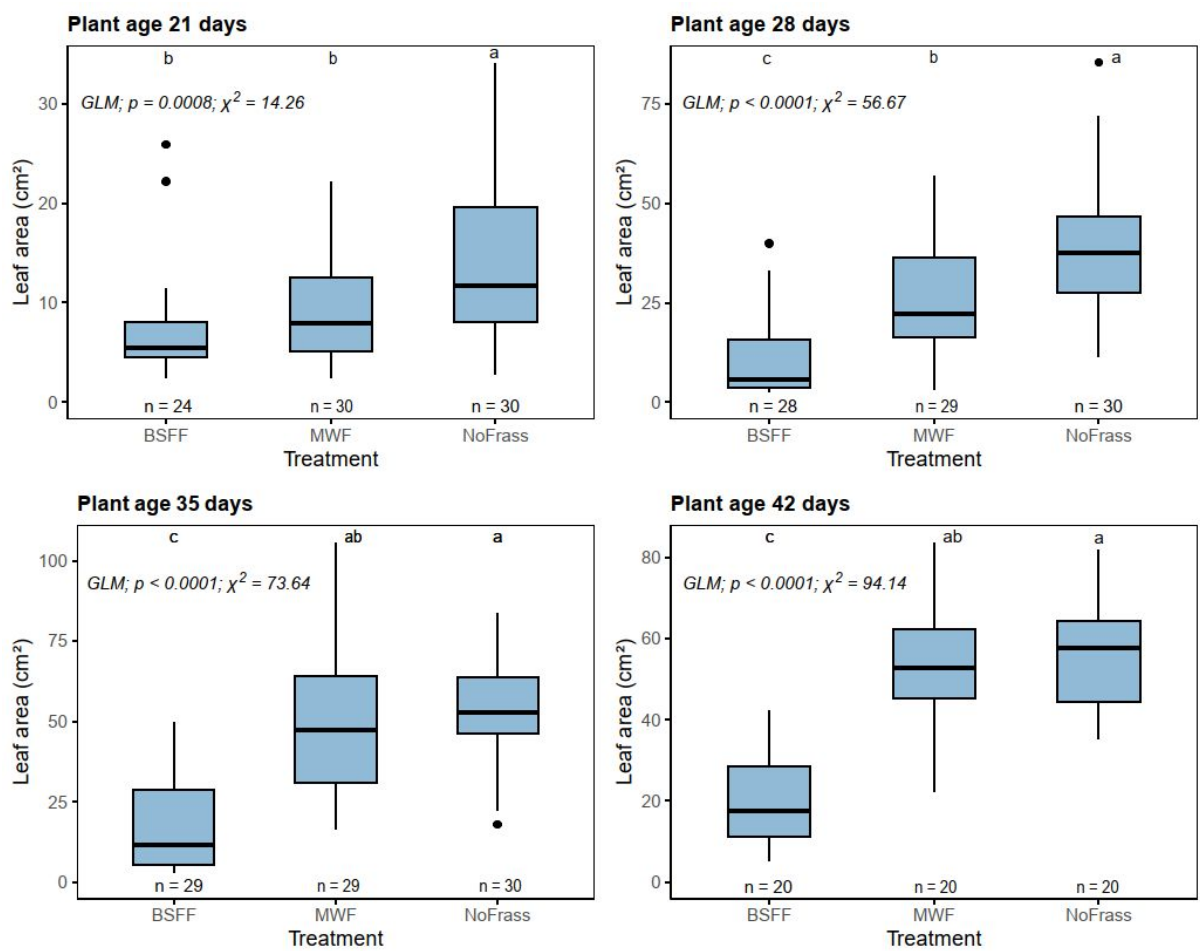 Plant age 21 days
b b a
GLM; p = 0.0008; χ² = 14.26
30
20
10
0
Leaf area (cm²)
n = 24 n = 30 n = 30
BSFF MWF NoFrass
Treatment
Plant age 28 days
c b a
GLM; p < 0.0001; χ² = 56.67
75
50
25
0
Leaf area (cm²)
n = 28 n = 29 n = 30
BSFF MWF NoFrass
Treatment
Plant age 35 days
c ab a
GLM; p < 0.0001; χ² = 73.64
100
75
50
25
0
Leaf area (cm²)
n = 29 n = 29 n = 30
BSFF MWF NoFrass
Treatment
Plant age 42 days
c ab a
GLM; p < 0.0001; χ² = 94.14
80
60
40
20
0
Leaf area (cm²)
n = 20 n = 20 n = 20
BSFF MWF NoFrass
Treatment